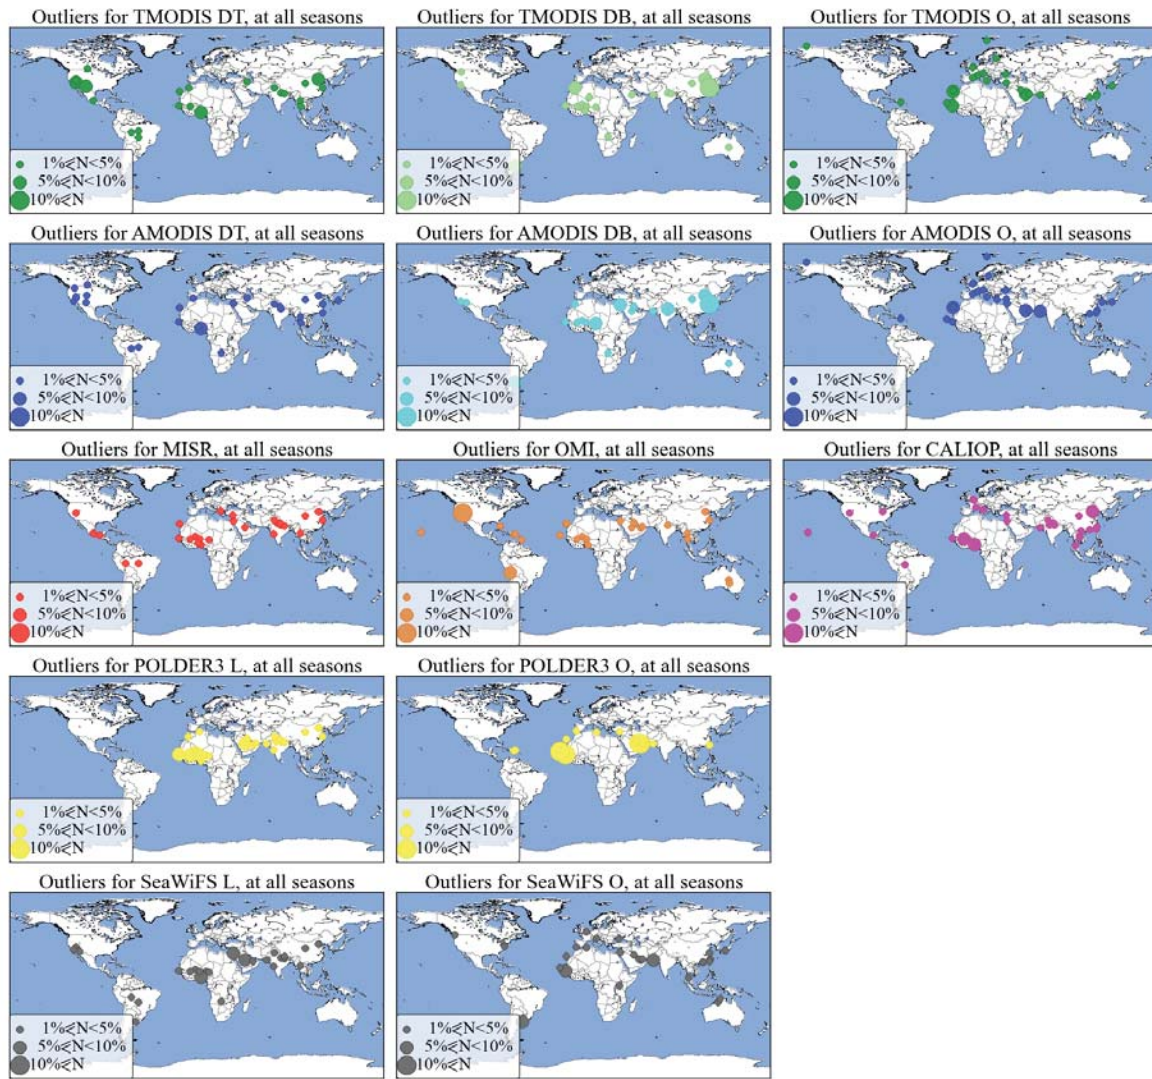 Outliers for TMODIS DT, at all seasons
Outliers for TMODIS DB, at all seasons
Outliers for TMODIS O, at all seasons
1%⩽N<5%
5%⩽N<10%
10%⩽N
1%⩽N<5%
5%⩽N<10%
10%⩽N
1%⩽N<5%
5%⩽N<10%
10%⩽N
Outliers for AMODIS DT, at all seasons
Outliers for AMODIS DB, at all seasons
Outliers for AMODIS O, at all seasons
1%⩽N<5%
5%⩽N<10%
10%⩽N
1%⩽N<5%
5%⩽N<10%
10%⩽N
1%⩽N<5%
5%⩽N<10%
10%⩽N
Outliers for MISR, at all seasons
Outliers for OMI, at all seasons
Outliers for CALIOP, at all seasons
1%⩽N<5%
5%⩽N<10%
10%⩽N
1%⩽N<5%
5%⩽N<10%
10%⩽N
1%⩽N<5%
5%⩽N<10%
10%⩽N
Outliers for POLDER3 L, at all seasons
Outliers for POLDER3 O, at all seasons
1%⩽N<5%
5%⩽N<10%
10%⩽N
1%⩽N<5%
5%⩽N<10%
10%⩽N
Outliers for SeaWiFS L, at all seasons
Outliers for SeaWiFS O, at all seasons
1%⩽N<5%
5%⩽N<10%
10%⩽N
1%⩽N<5%
5%⩽N<10%
10%⩽N